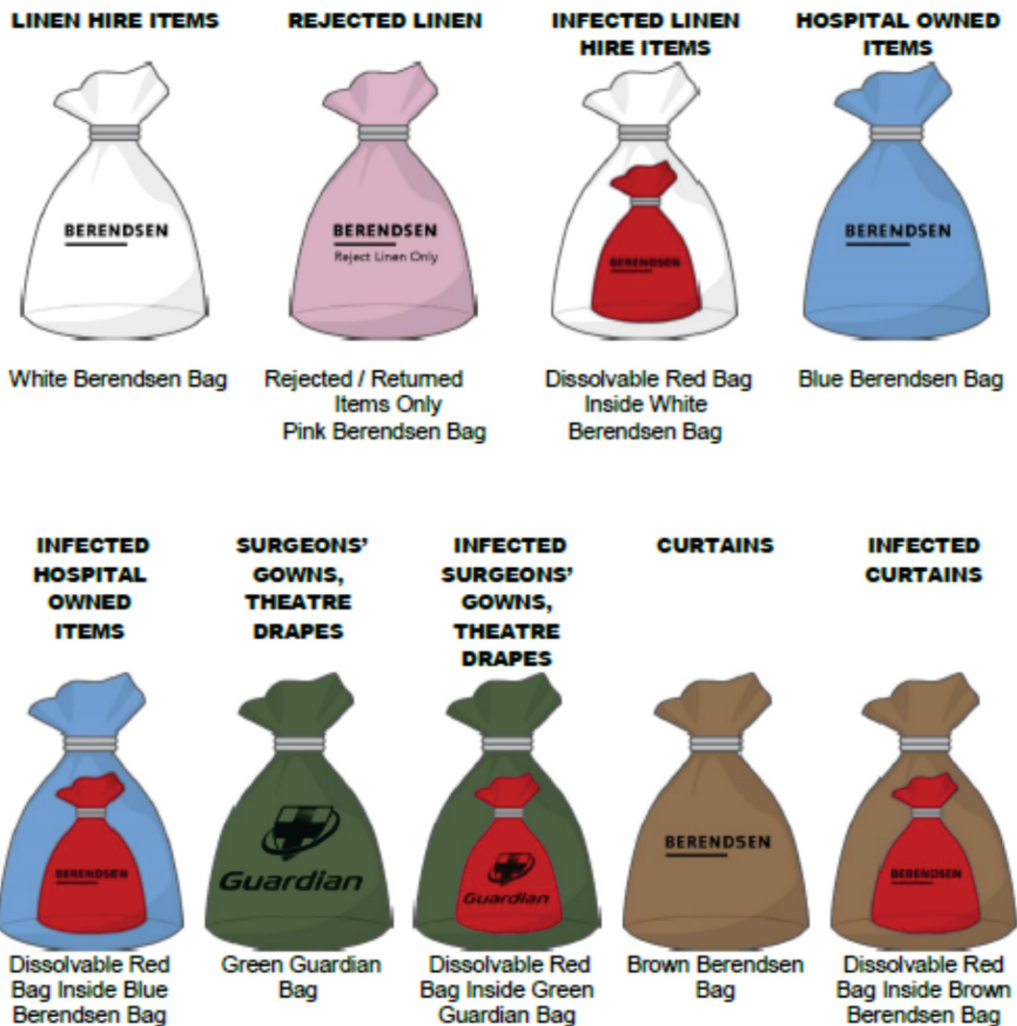 LINEN HIRE ITEMS
REJECTED LINEN
INFECTED LINEN
HIRE ITEMS
HOSPITAL OWNED
ITEMS
BERENDSEN
BERENDSEN
Reject Linen Only
BERENDSEN
BERENDSEN
White Berendsen Bag
Rejected / Returned
Items Only
Pink Berendsen Bag
Dissolvable Red Bag
Inside White
Berendsen Bag
Blue Berendsen Bag
INFECTED
HOSPITAL
OWNED
ITEMS
SURGEONS'
GOWNS,
THEATRE
DRAPES
INFECTED
SURGEONS'
GOWNS,
THEATRE
DRAPES
CURTAINS
INFECTED
CURTAINS
BERENDSEN
Guardian
Guardian
BERENDSEN
BERENDSEN
Dissolvable Red
Bag Inside Blue
Berendsen Bag
Green Guardian
Bag
Dissolvable Red
Bag Inside Green
Guardian Bag
Brown Berendsen
Bag
Dissolvable Red
Bag Inside Brown
Berendsen Bag